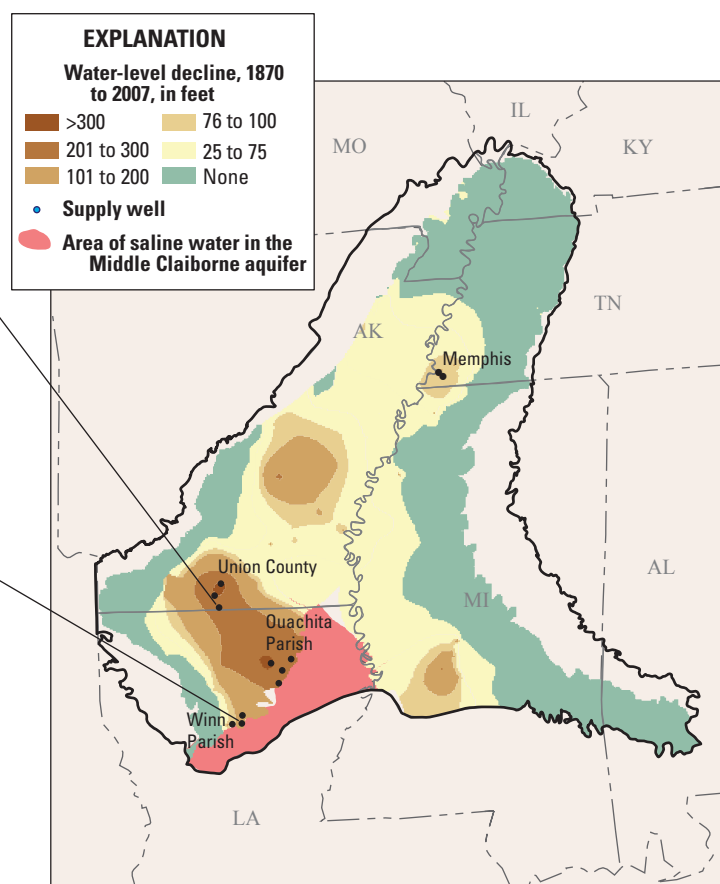 EXPLANATION
Water-level decline, 1870
to 2007, in feet
>300
201 to 300
101 to 200
76 to 100
25 to 75
None
Supply well
Area of saline water in the
Middle Claiborne aquifer
IL
MO
KY
TN
AK
Memphis
AL
Union County
MI
Ouachita
Parish
Winn
Parish
LA